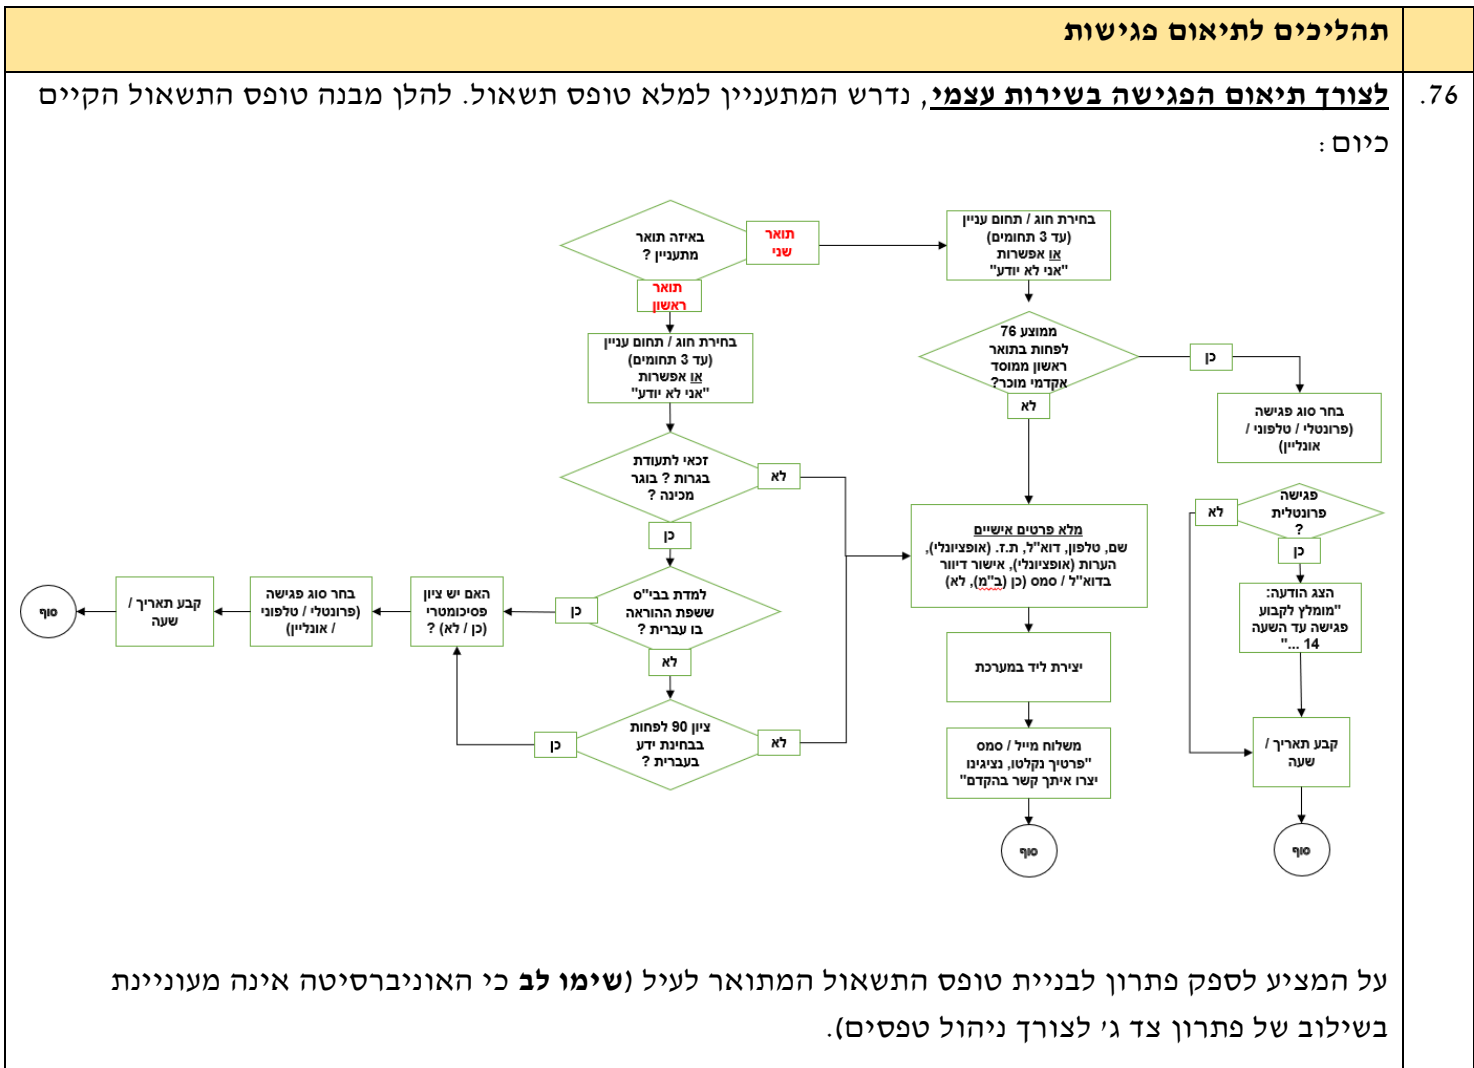 תהליכים לתיאום פגישות
76.
לצורך תיאום הפגישה בשירות עצמי, נדרש המתעניין למלא טופס תשאול. להלן מבנה טופס התשאול הקיים
כיום:
באיזה תואר
מתעניין ?
תואר
שני
בחירת חוג / תחום עניין
(עד 3 תחומים)
או אפשרות
"אני לא יודע"
תואר
ראשון
בחירת חוג / תחום עניין
(עד 3 תחומים)
או אפשרות
"אני לא יודע"
ממוצע 76
לפחות בתואר
ראשון ממוסד
אקדמי מוכר?
כן
לא
בחר סוג פגישה
(פרונטלי / טלפוני /
אונליין)
זכאי לתעודת
בגרות ? בוגר
מכינה ?
לא
כן
פגישה
פרונטלית
?
לא
כן
מלא פרטים אישיים
שם, טלפון, דוא"ל, ת.ז. (אופציונלי),
הערות (אופציונלי), אישור דיוור
בדוא"ל / סמס (כן (ב"מ), לא)
למדת בבי"ס
ששפת ההוראה
בו עברית ?
כן
לא
האם יש ציון
פסיכומטרי
(כן / לא) ?
בחר סוג פגישה
(פרונטלי / טלפוני
/ אונליין)
קבע תאריך /
שעה
סוף
הצג הודעה:
"מומלץ לקבוע
פגישה עד השעה
14 ..."
יצירת ליד במערכת
ציון 90 לפחות
בבחינת ידע
בעברית ?
כן
לא
משלוח מייל / סמס
"פרטיך נקלטו, נציגינו
יצרו איתך קשר בהקדם"
קבע תאריך /
שעה
סוף
סוף
על המציע לספק פתרון לבניית טופס התשאול המתואר לעיל (שימו לב כי האוניברסיטה אינה מעוניינת
בשילוב של פתרון צד ג' לצורך ניהול טפסים).